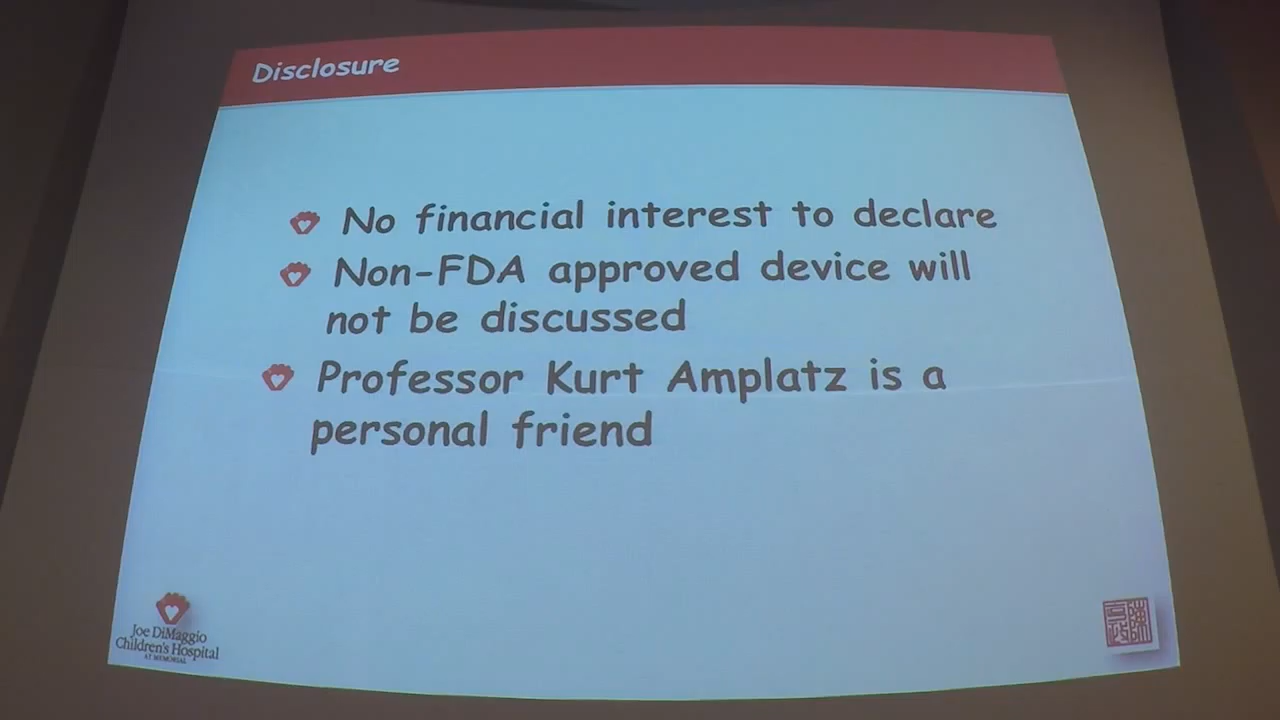 Disclosure
No financial interest to declare
Non-FDA approved device will
not be discussed
Professor Kurt Amplatz is a
personal friend
Joe DiMaggio
Children's Hospital
AT MEMORIAL